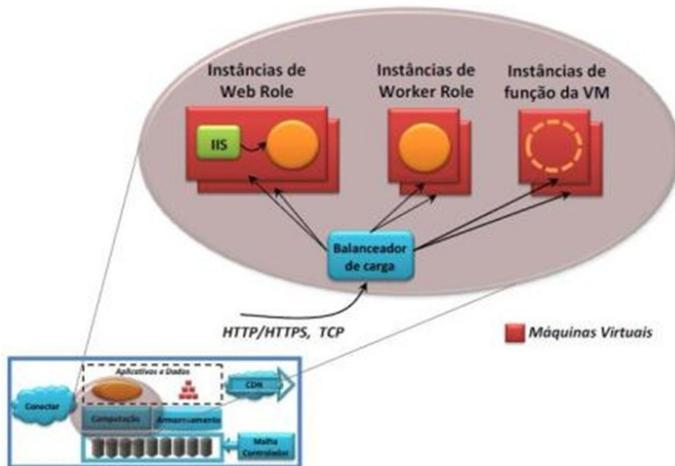 Instâncias de
Web Role
Instâncias de
Worker Role
Instâncias de
função da VM
IIS
Balanceador
de carga
HTTP/HTTPS, TCP
Máquinas Virtuais
Aplicativos e Dados
CDN
Conectar
Computação
Armazenamento
Malha
Controlador